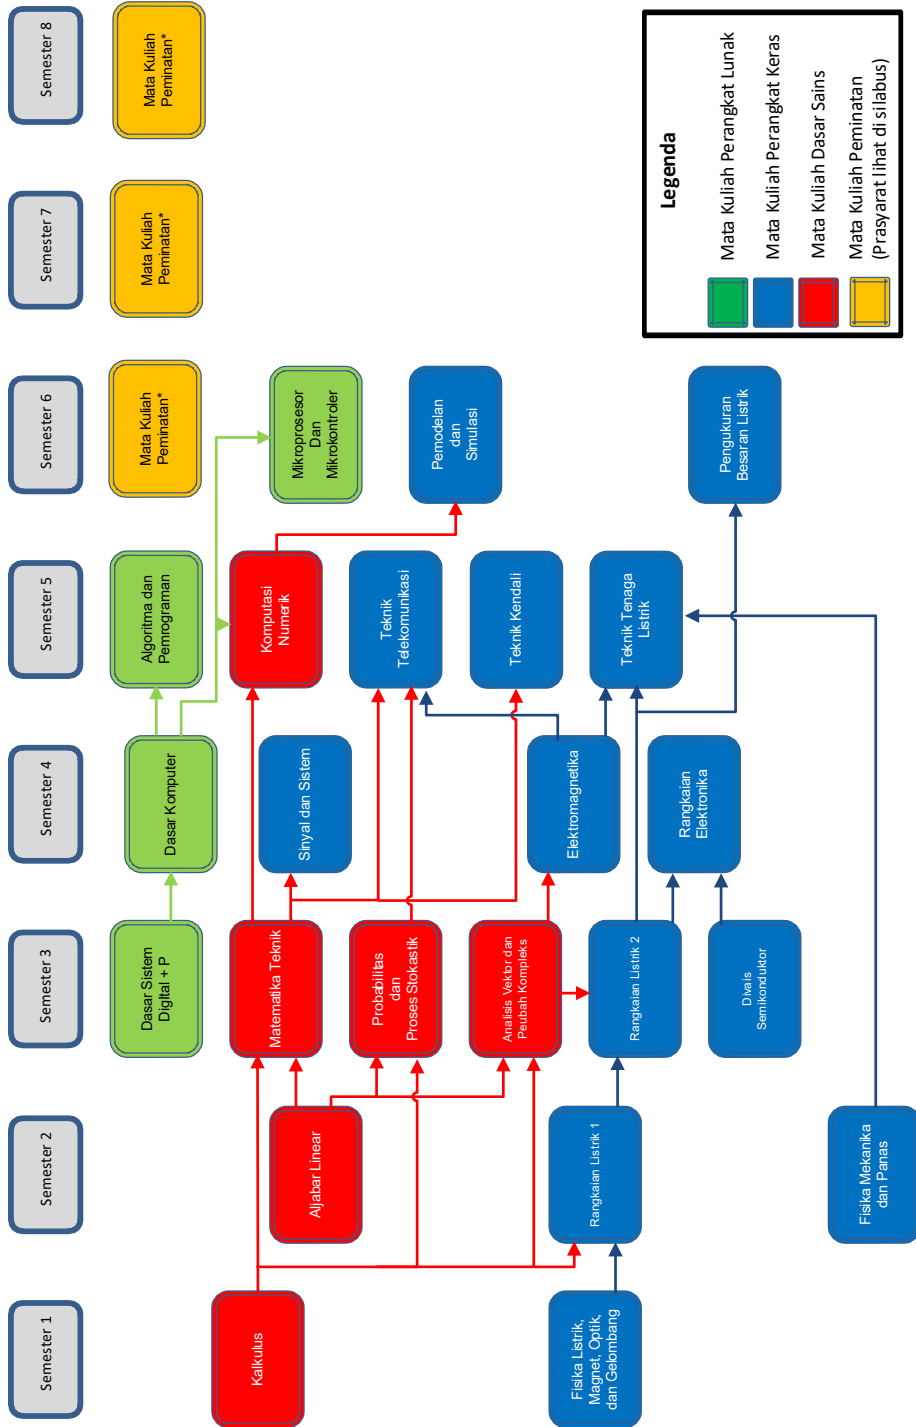 Semester 1
Semester 2
Semester 3
Semester 4
Semester 5
Semester 6
Semester 7
Semester 8
Dasar Sistem
Digital + P
Dasar Komputer
Algoritma dan
Pemrograman
Mata Kuliah
Peminatan*
Mata Kuliah
Peminatan*
Mata Kuliah
Peminatan*
Kalkulus
Aljabar Linear
Matematika Teknik
Sinyal dan Sistem
Komputasi
Numerik
Mikroprosesor
Dan
Mikrokontroler
Probabilitas
dan
Proses Stokastik
Teknik
Telekomunikasi
Pemodelan
dan
Simulasi
Analisis Vektor dan
Peubah Kompleks
Elektromagnetika
Teknik Kendali
Fisika Listrik,
Magnet, Optik,
dan Gelombang
Rangkaian Listrik 1
Rangkaian Listrik 2
Rangkaian
Elektronika
Teknik Tenaga
Listrik
Pengukuran
Besaran Listrik
Divais
Semikonduktor
Fisika Mekanika
dan Panas
Legenda
Mata Kuliah Perangkat Lunak
Mata Kuliah Perangkat Keras
Mata Kuliah Dasar Sains
Mata Kuliah Peminatan
(Prasyarat lihat di silabus)